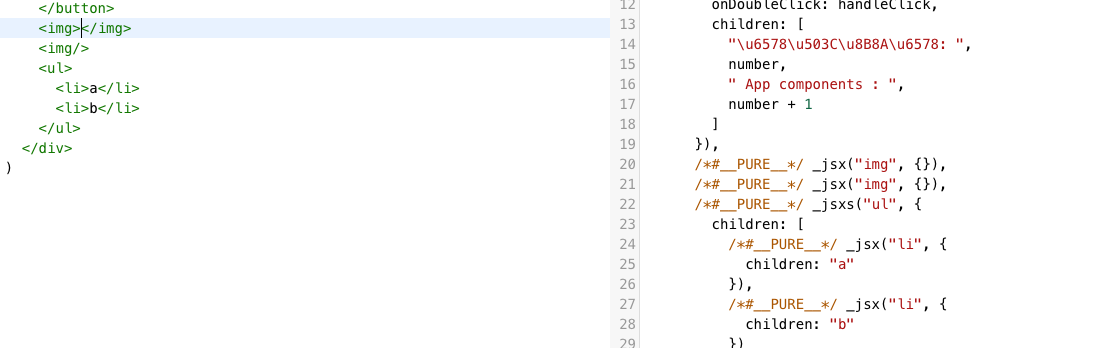 </button>
<img></img>
<img/>
<ul>
<li>a</li>
<li>b</li>
</ul>
</div>
)
12 onDoubleClick: handleClick,
13 children: [
14 "\u6578\u503C\u8B8A\u6578: ",
15 number,
16 " App components : ",
17 number + 1
18 ]
19 }),
20 /*#__PURE__*/ _jsx("img", {}),
21 /*#__PURE__*/ _jsx("img", {}),
22 /*#__PURE__*/ _jsxs("ul", {
23 children: [
24 /*#__PURE__*/ _jsx("li", {
25 children: "a"
26 }),
27 /*#__PURE__*/ _jsx("li", {
28 children: "b"
29 })